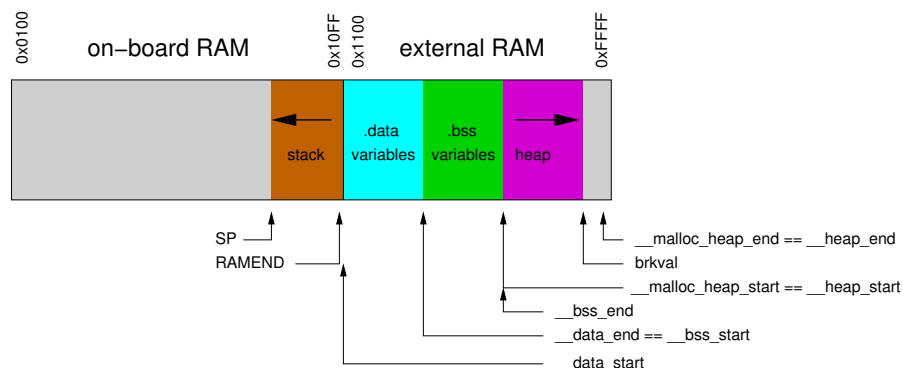 0x0100
on−board RAM
0x10FF
0x1100
external RAM
0xFFFF
stack
.data
variables
.bss
variables
heap
SP
RAMEND
__malloc_heap_end == __heap_end
brkval
__malloc_heap_start == __heap_start
__bss_end
__data_end == __bss_start
__data_start